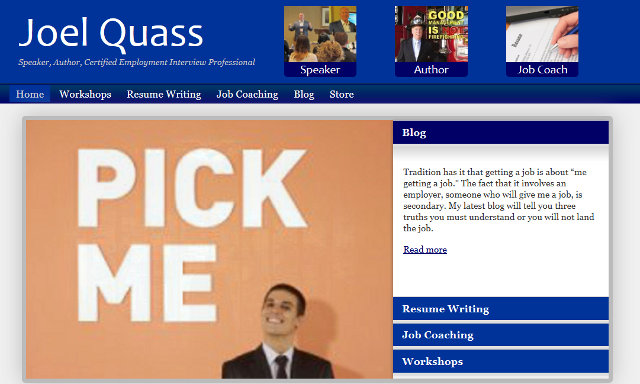 Joel Quass
Speaker, Author, Certified Employment Interview Professional
GOOD
MANAGEMENT
IS
FIREFIGHTING
Resume
Speaker
Author
Job Coach
Home
Workshops
Resume Writing
Job Coaching
Blog
Store
PICK
ME
Blog
Tradition has it that getting a job is about “me
getting a job.” The fact that it involves an
employer, someone who will give me a job, is
secondary. My latest blog will tell you three
truths you must understand or you will not land
the job.
Read more
Resume Writing
Job Coaching
Workshops